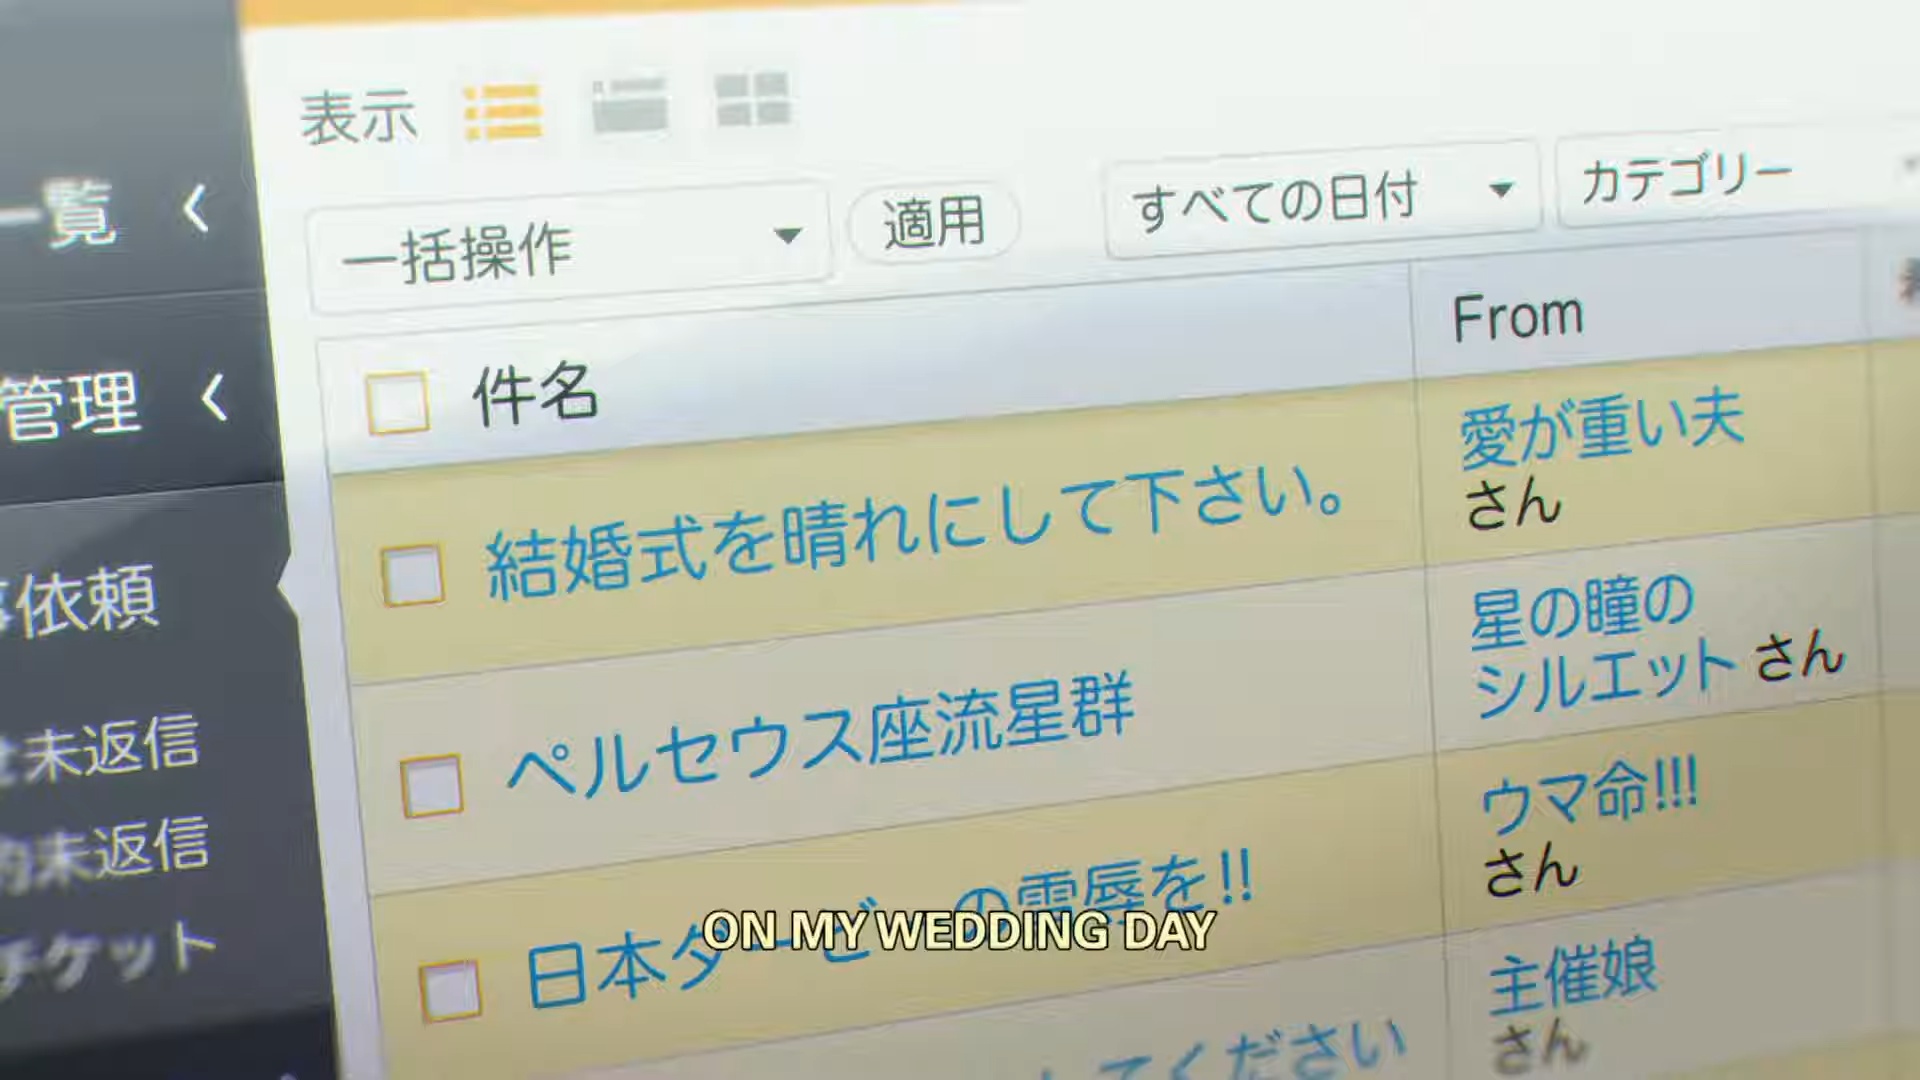 表示
一覧
一括操作
適用
すべての日付
カテゴリー
管理
件名
From
結婚式を晴れにして下さい。
愛が重い夫
さん
依頼
ペルセウス座流星群
星の瞳の
シルエット さん
未返信
日本ダービーの雪辱を!!
ウマ命!!!
さん
未返信
チケット
ON MY WEDDING DAY
てください
主催娘
さん